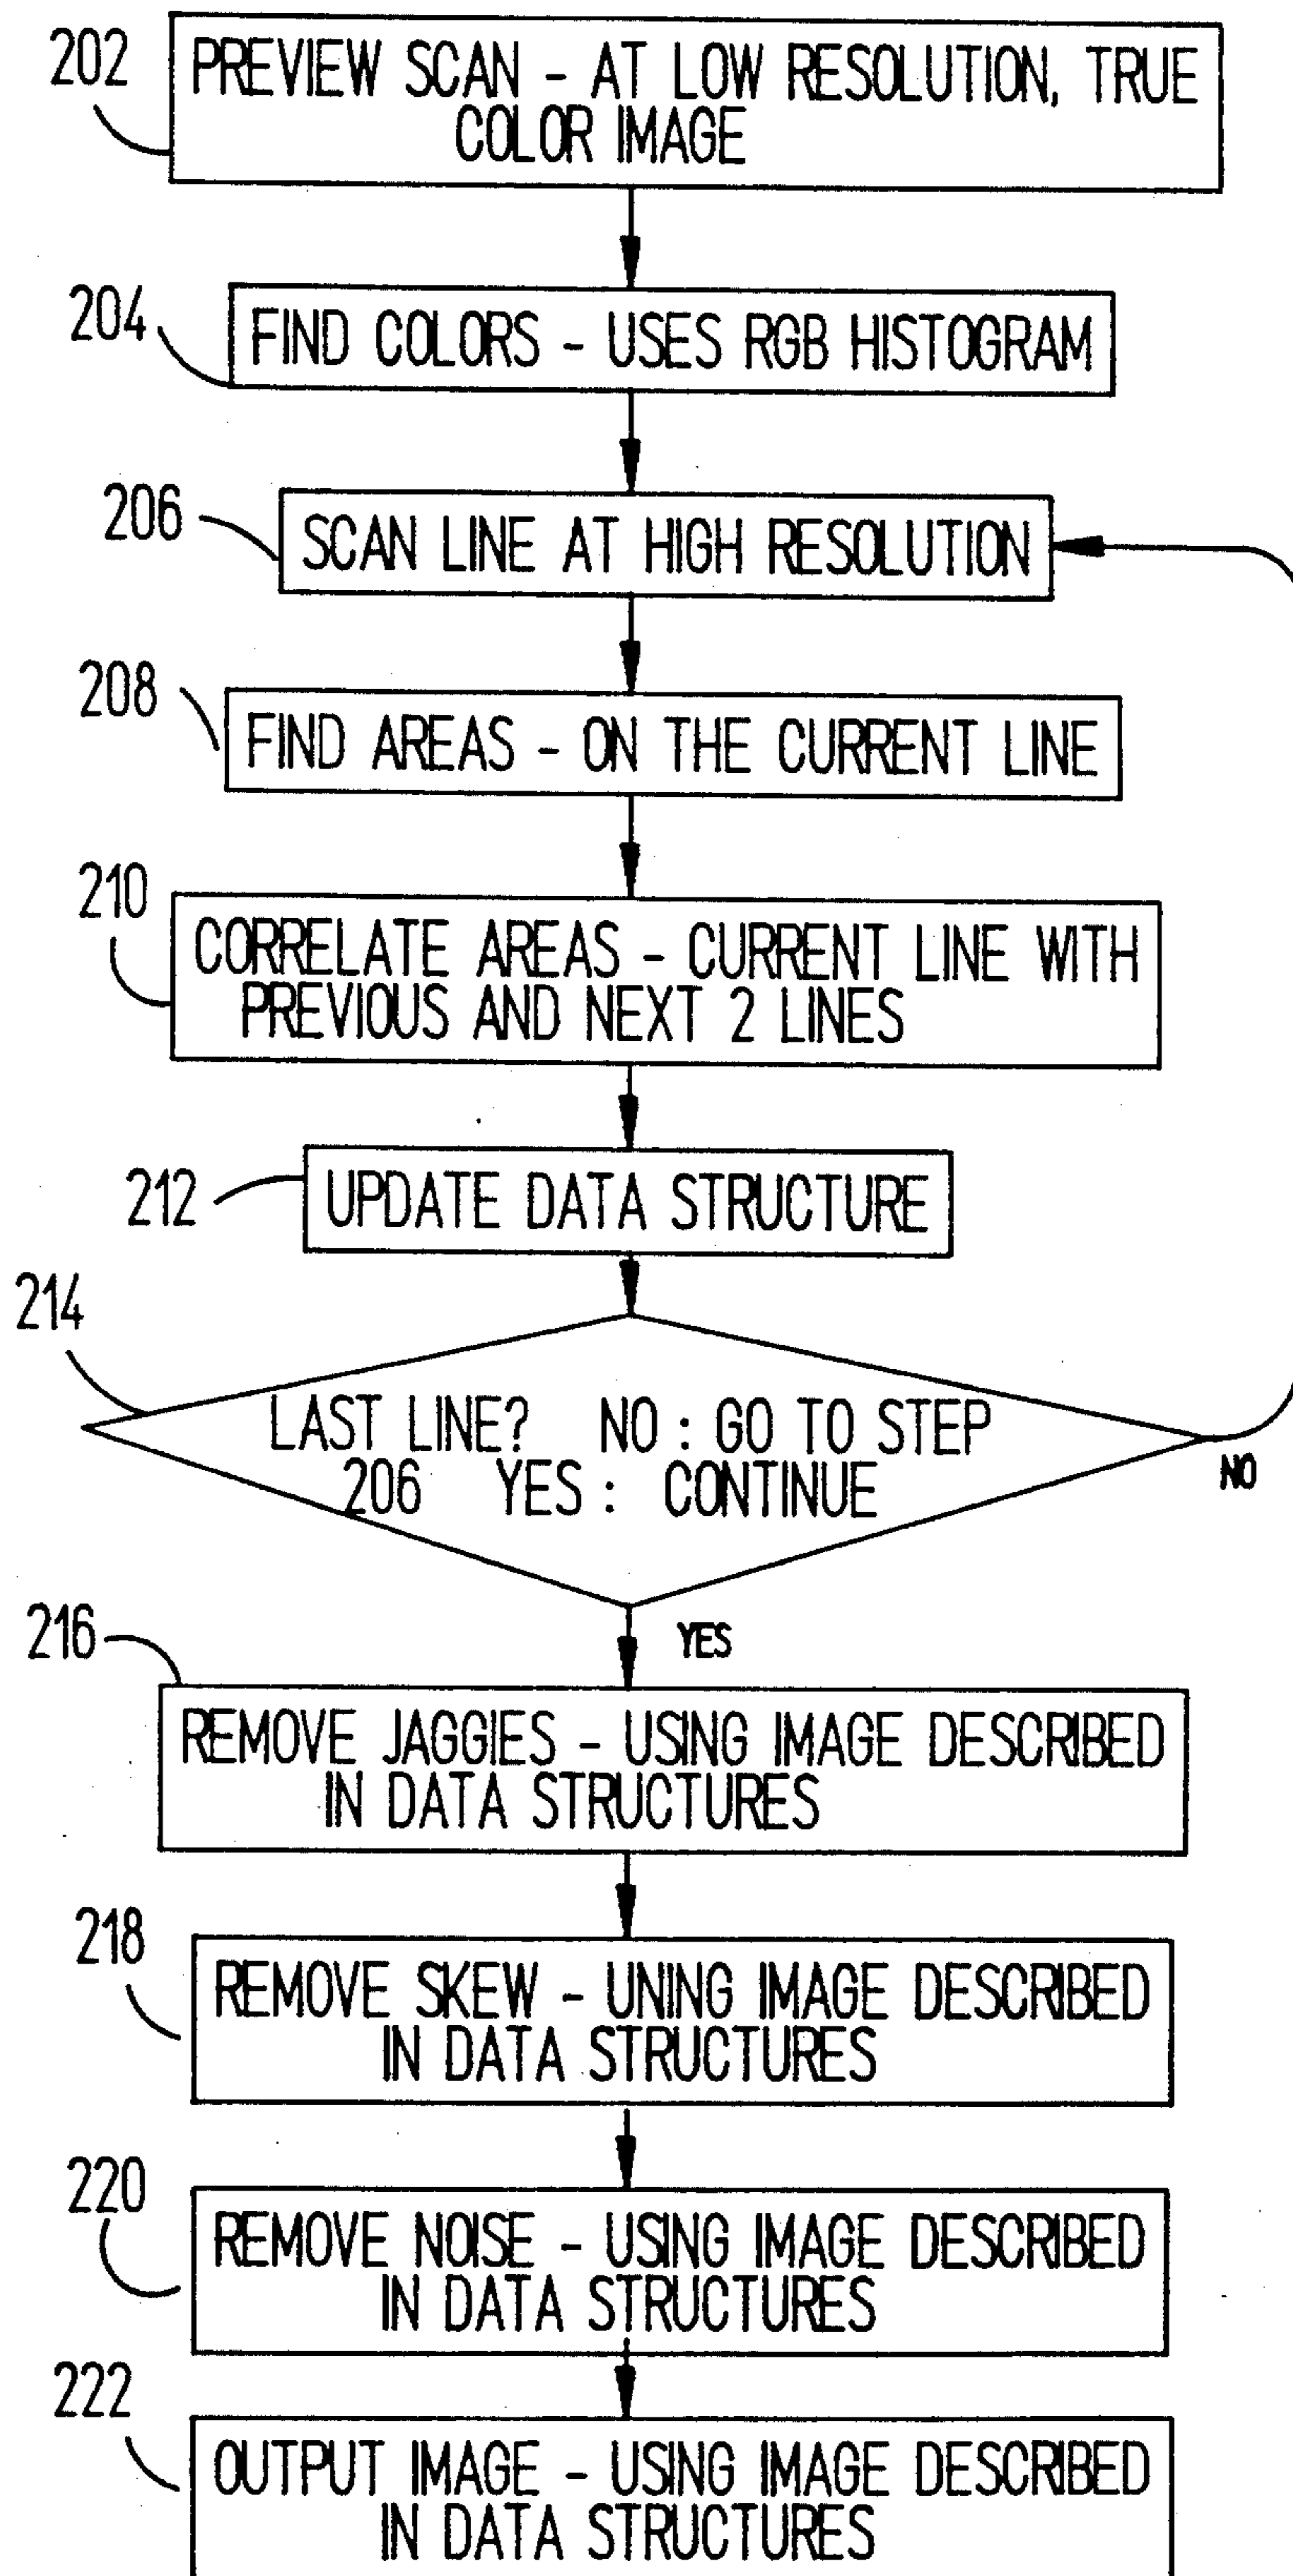 202
PREVIEW SCAN - AT LOW RESOLUTION, TRUE
COLOR IMAGE
204
FIND COLORS - USES RGB HISTOGRAM
206
SCAN LINE AT HIGH RESOLUTION
208
FIND AREAS - ON THE CURRENT LINE
210
CORRELATE AREAS - CURRENT LINE WITH
PREVIOUS AND NEXT 2 LINES
212
UPDATE DATA STRUCTURE
214
LAST LINE? NO : GO TO STEP
206 YES : CONTINUE
NO
YES
216
REMOVE JAGGIES - USING IMAGE DESCRIBED
IN DATA STRUCTURES
218
REMOVE SKEW - UNING IMAGE DESCRIBED
IN DATA STRUCTURES
220
REMOVE NOISE - USING IMAGE DESCRIBED
IN DATA STRUCTURES
222
OUTPUT IMAGE - USING IMAGE DESCRIBED
IN DATA STRUCTURES